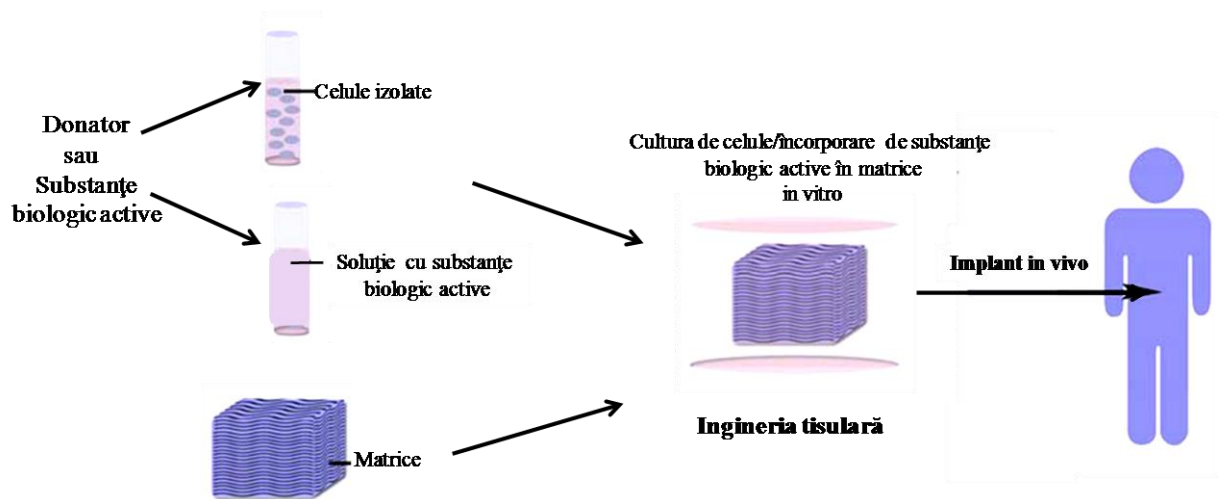 Celule izolate
Donator
sau
Substanţe
biologic active
Soluţie cu substanţe
biologic active
Matrice
Cultura de celule/încorporare de substanţe
biologic active în matrice
in vitro
Ingineria tisulară
Implant in vivo